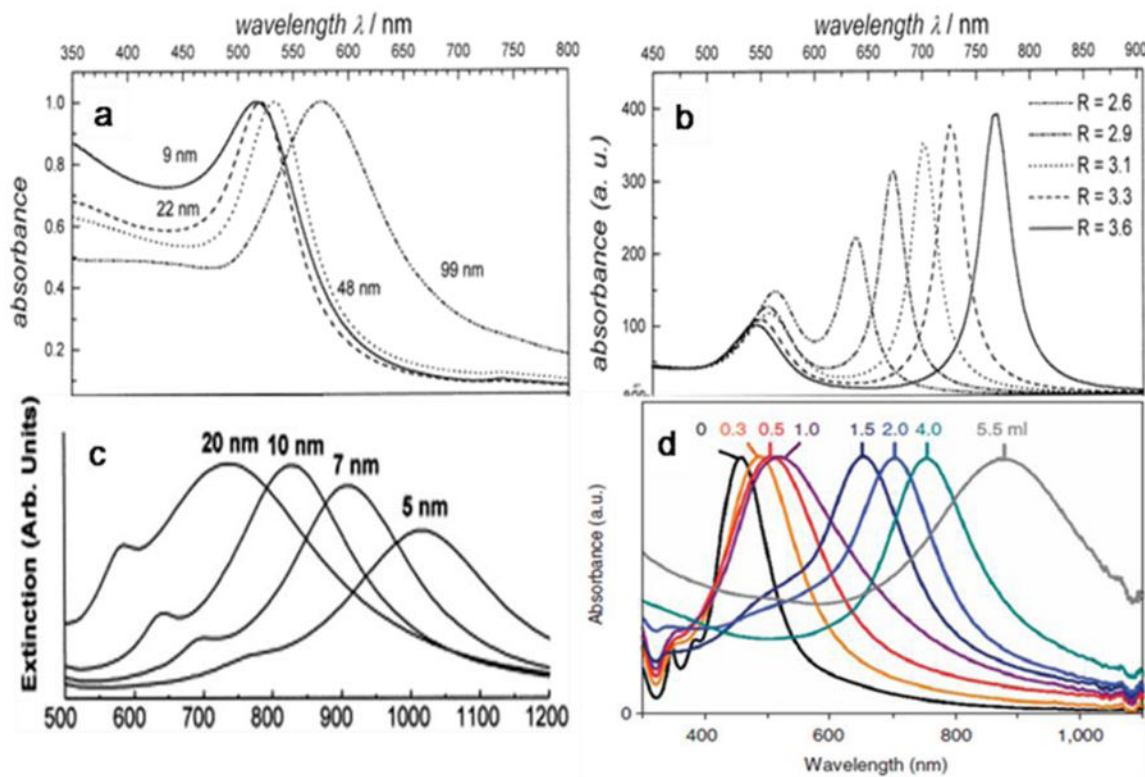 wavelength λ / nm
350 400 450 500 550 600 650 700 750 800
a
1.0
0.8
0.6
0.4
0.2
absorbance
9 nm
22 nm
48 nm
99 nm
wavelength λ / nm
450 500 550 600 650 700 750 800 850 900
b
400
300
200
100
absorbance (a. u.)
R = 2.6
R = 2.9
R = 3.1
R = 3.3
R = 3.6
c
20 nm
10 nm
7 nm
5 nm
Extinction (Arb. Units)
500 600 700 800 900 1000 1100 1200
0 0.3 0.5 1.0 1.5 2.0 4.0 5.5 ml
d
Absorbance (a.u.)
0
400 600 800 1,000
Wavelength (nm)